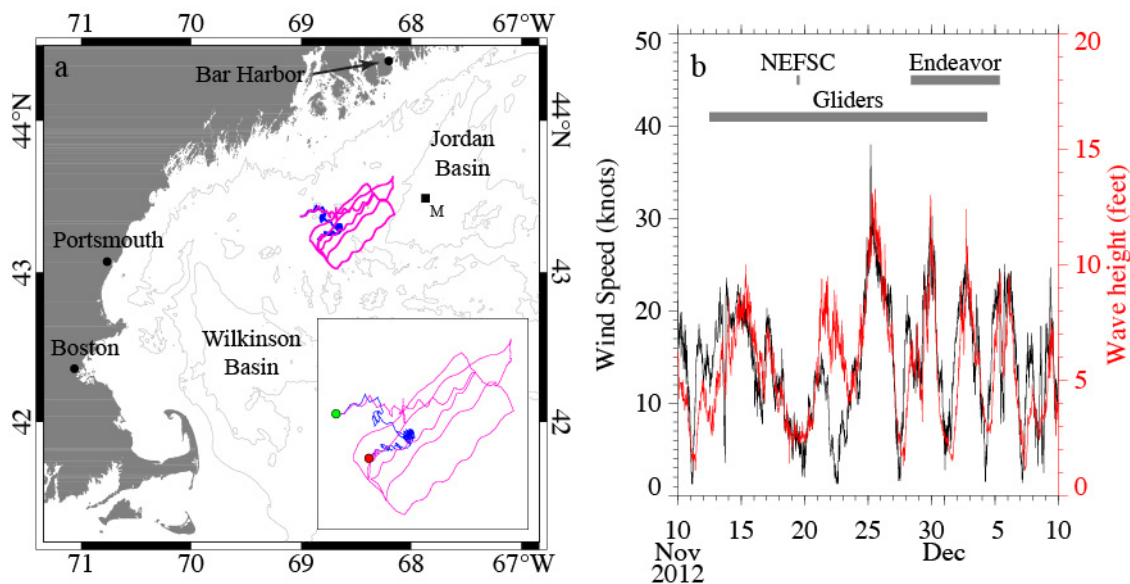 71 70 69 68 67°W
a
Bar Harbor
44°N
44°N
Jordan
Basin
M
Portsmouth
43
43
Boston
Wilkinson
Basin
42
42
71 70 69 68 67°W
b
50
40
30
20
10
0
Wind Speed (knots)
NEFSC
Endeavor
Gliders
20
15
10
5
0
Wave height (feet)
10 15 20 25 30 5 10
Nov Dec
2012